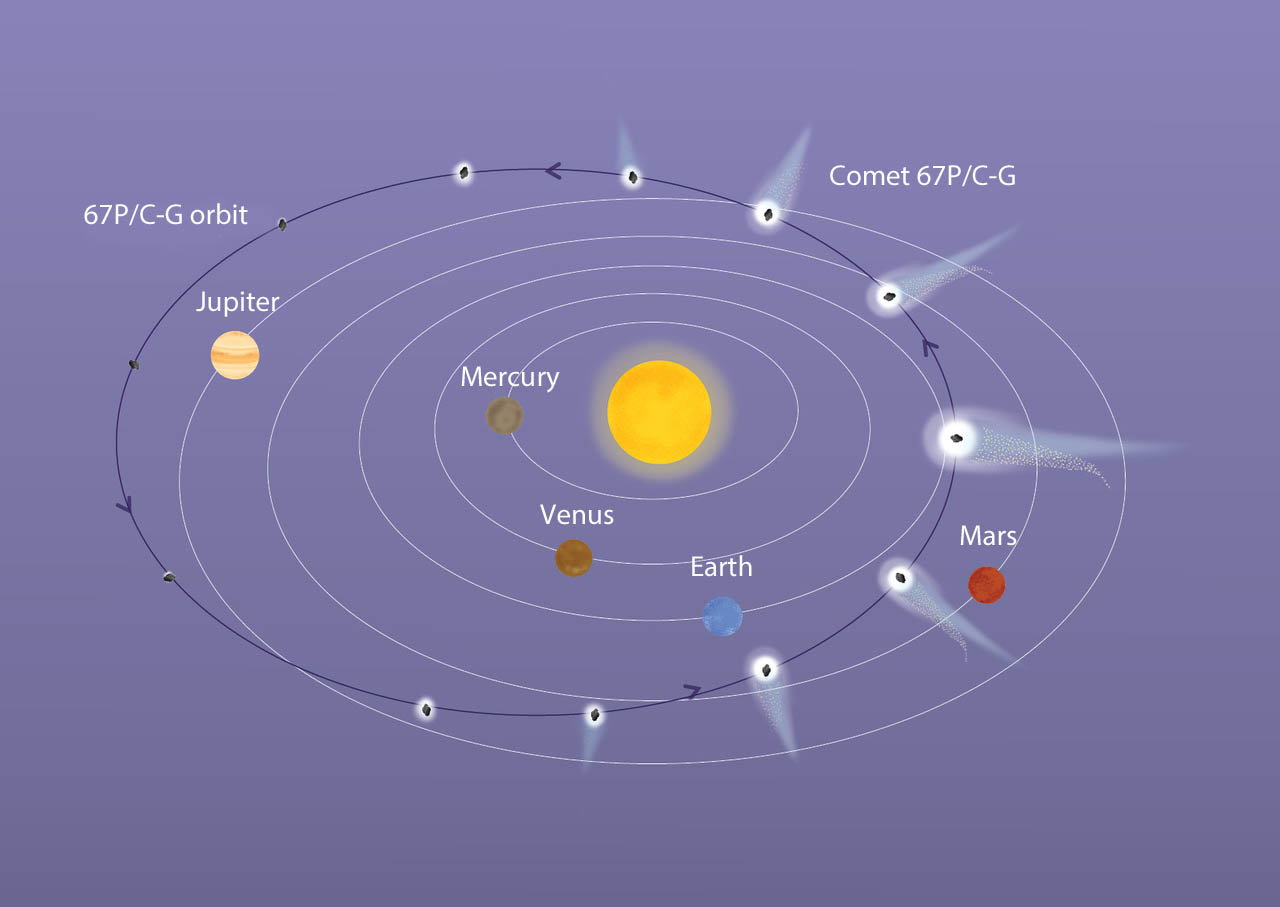 Comet 67P/C-G
67P/C-G orbit
Jupiter
Mercury
Venus
Mars
Earth